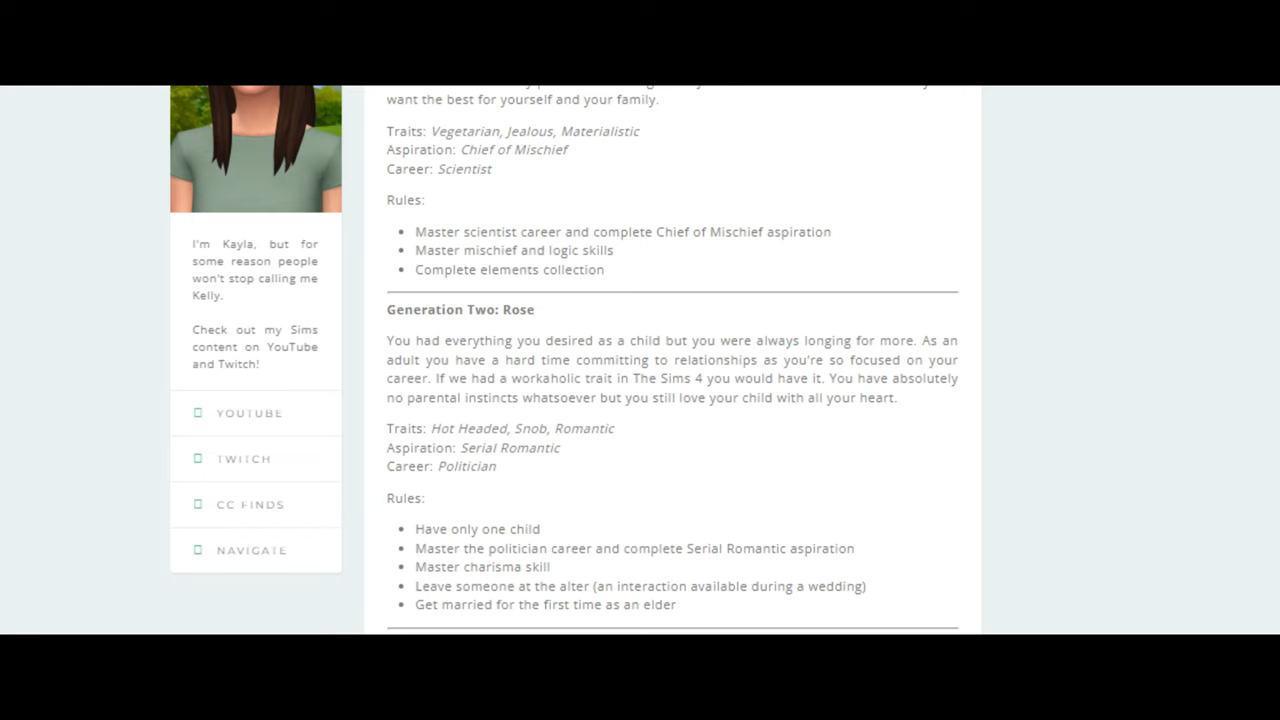 want the best for yourself and your family.
Traits: Vegetarian, Jealous, Materialistic
Aspiration: Chief of Mischief
Career: Scientist
Rules:
Master scientist career and complete Chief of Mischief aspiration
Master mischief and logic skills
Complete elements collection
Generation Two: Rose
You had everything you desired as a child but you were always longing for more. As an
adult you have a hard time committing to relationships as you're so focused on your
career. If we had a workaholic trait in The Sims 4 you would have it. You have absolutely
no parental instincts whatsoever but you still love your child with all your heart.
Traits: Hot Headed, Snob, Romantic
Aspiration: Serial Romantic
Career: Politician
Rules:
Have only one child
Master the politician career and complete Serial Romantic aspiration
Master charisma skill
Leave someone at the alter (an interaction available during a wedding)
Get married for the first time as an elder
I'm Kayla, but for
some reason people
won't stop calling me
Kelly.
Check out my Sims
content on YouTube
and Twitch!
YOUTUBE
TWITCH
CC FINDS
NAVIGATE